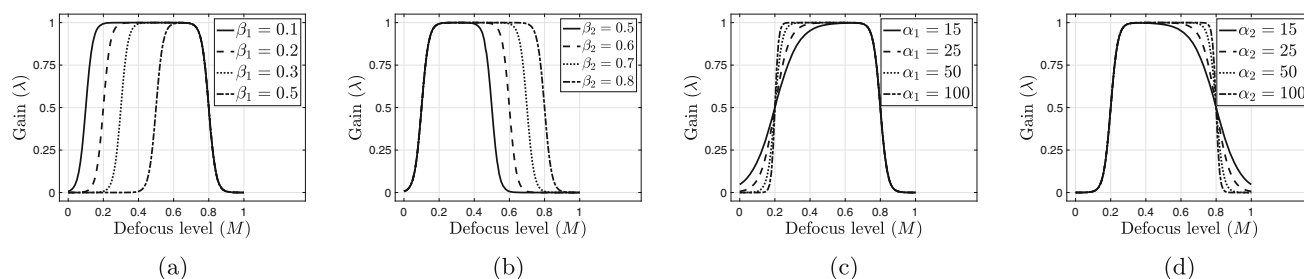 1
0.75
0.5
0.25
0
Gain (λ)
0 0.2 0.4 0.6 0.8 1
Defocus level (M)
β₁ = 0.1
β₁ = 0.2
β₁ = 0.3
β₁ = 0.5
(a)
1
0.75
0.5
0.25
0
Gain (λ)
0 0.2 0.4 0.6 0.8 1
Defocus level (M)
β₂ = 0.5
β₂ = 0.6
β₂ = 0.7
β₂ = 0.8
(b)
1
0.75
0.5
0.25
0
Gain (λ)
0 0.2 0.4 0.6 0.8 1
Defocus level (M)
α₁ = 15
α₁ = 25
α₁ = 50
α₁ = 100
(c)
1
0.75
0.5
0.25
0
Gain (λ)
0 0.2 0.4 0.6 0.8 1
Defocus level (M)
α₂ = 15
α₂ = 25
α₂ = 50
α₂ = 100
(d)